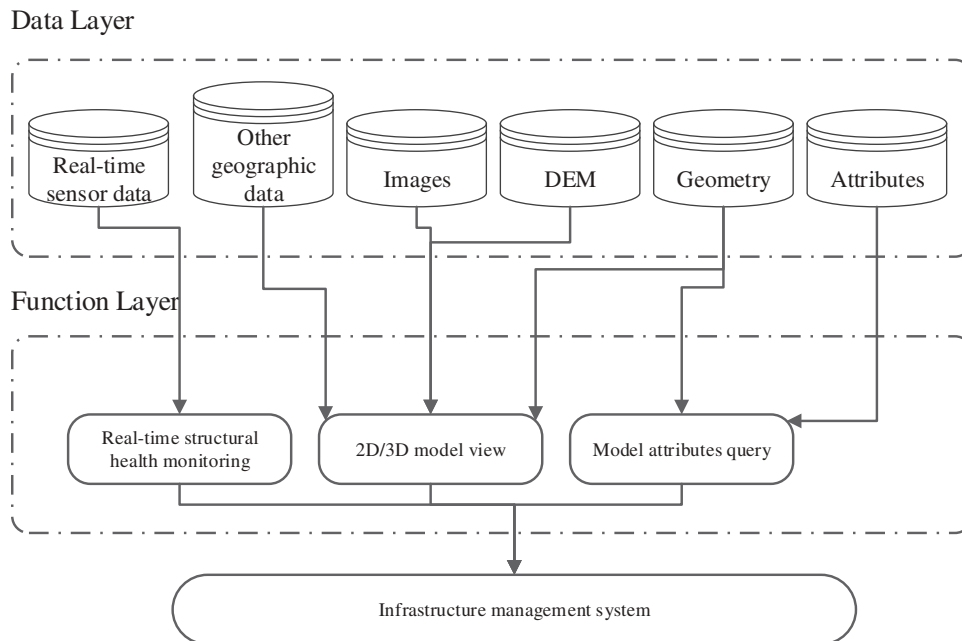 Data Layer
Real-time
sensor data
Other
geographic
data
Images
DEM
Geometry
Attributes
Function Layer
Real-time structural
health monitoring
2D/3D model view
Model attributes query
Infrastructure management system